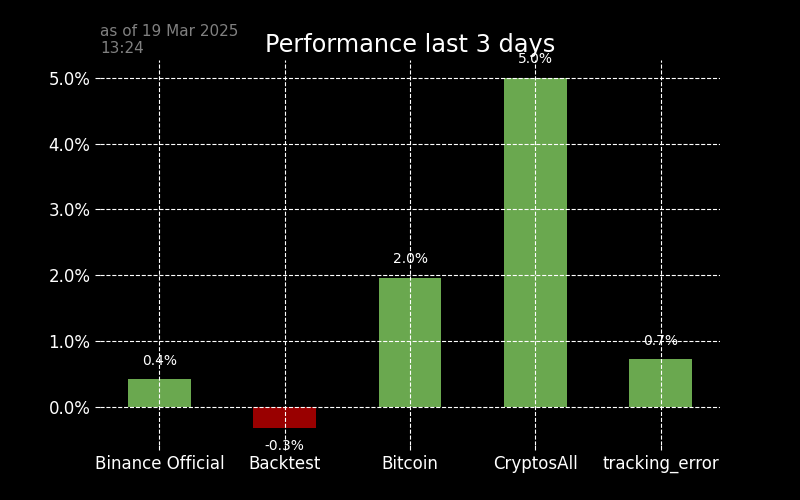 as of 19 Mar 2025
13:24
Performance last 3 days
5.0%
4.0%
3.0%
2.0%
1.0%
0.0%
0.4%
-0.3%
2.0%
5.0%
0.7%
Binance Official
Backtest
Bitcoin
CryptosAll
tracking_error